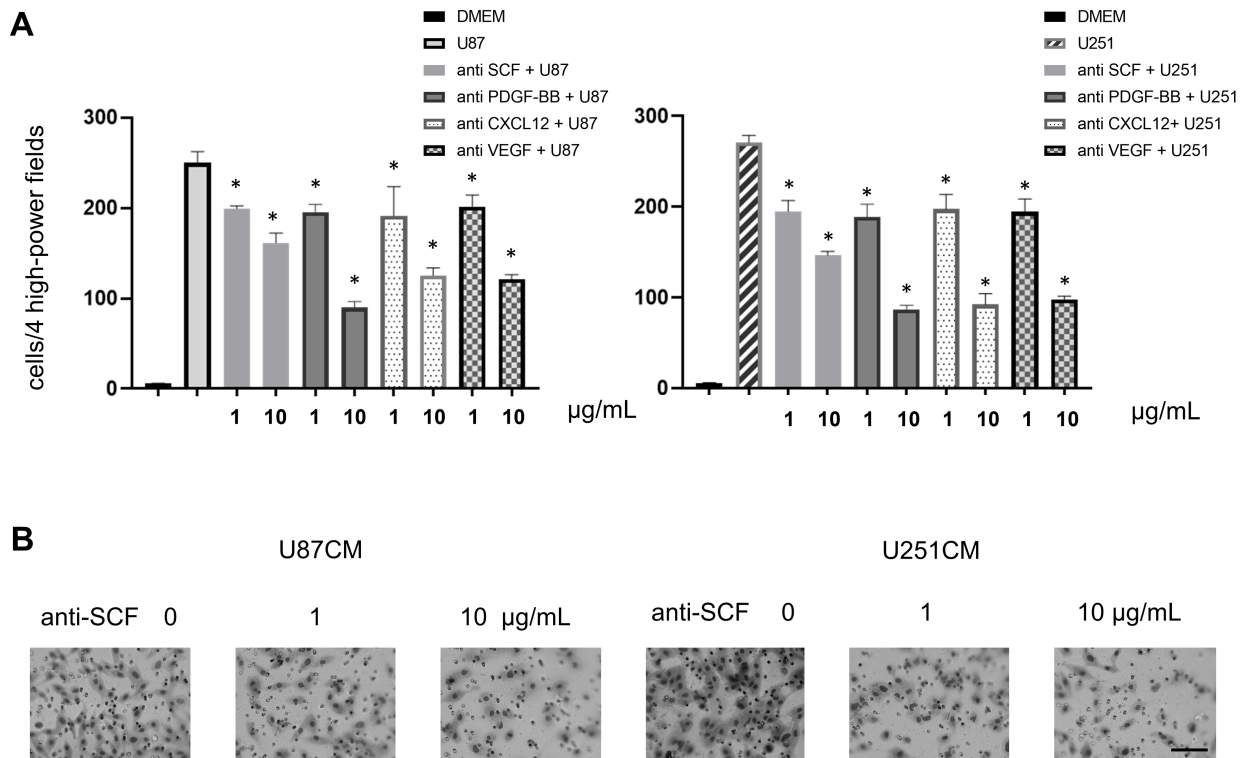 A
DMEM
U87
anti SCF + U87
anti PDGF-BB + U87
anti CXCL12 + U87
anti VEGF + U87
cells/4 high-power fields
300
200
100
0
* * * * * * * *
1 10 1 10 1 10 1 10 µg/mL
DMEM
U251
anti SCF + U251
anti PDGF-BB + U251
anti CXCL12+ U251
anti VEGF + U251
300
200
100
0
* * * * * * * *
1 10 1 10 1 10 1 10 µg/mL
B
U87CM
anti-SCF 0 1 10 µg/mL
U251CM
anti-SCF 0 1 10 µg/mL